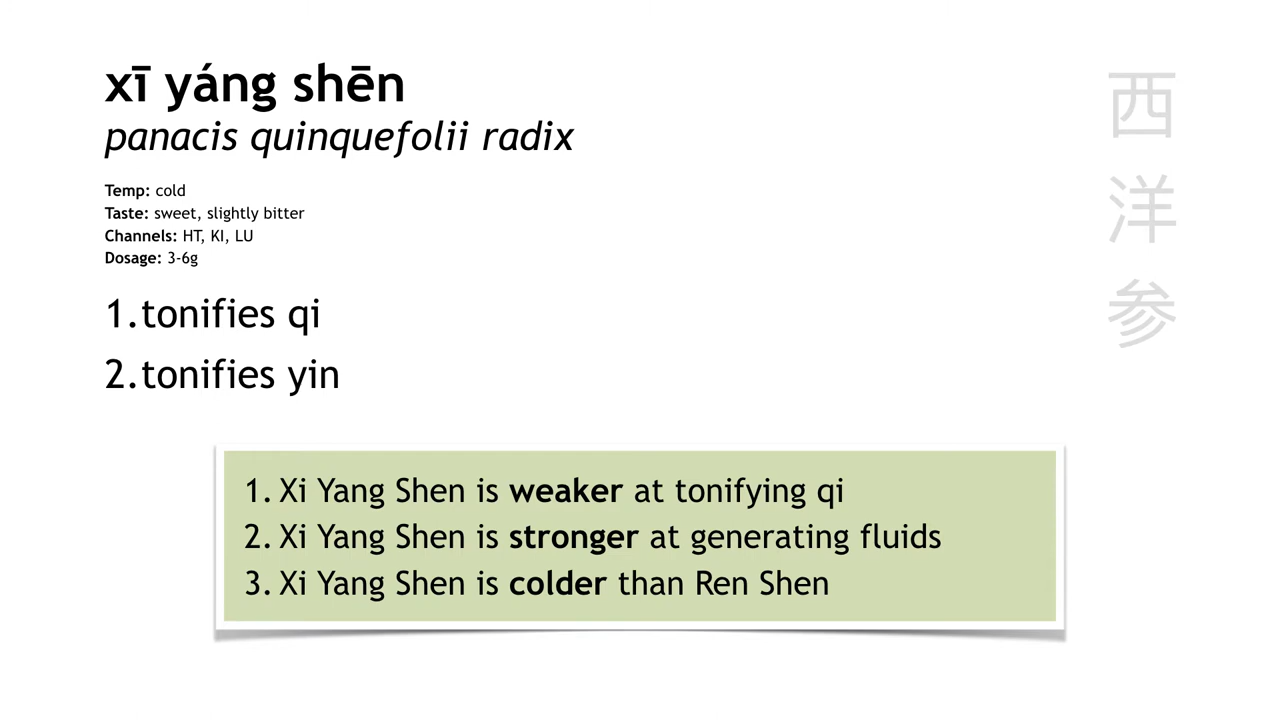 xī yáng shēn
panacis quinquefolii radix
Temp: cold
Taste: sweet, slightly bitter
Channels: HT, KI, LU
Dosage: 3-6g
1.tonifies qi
2.tonifies yin
1. Xi Yang Shen is weaker at tonifying qi
2. Xi Yang Shen is stronger at generating fluids
3. Xi Yang Shen is colder than Ren Shen
西
洋
参